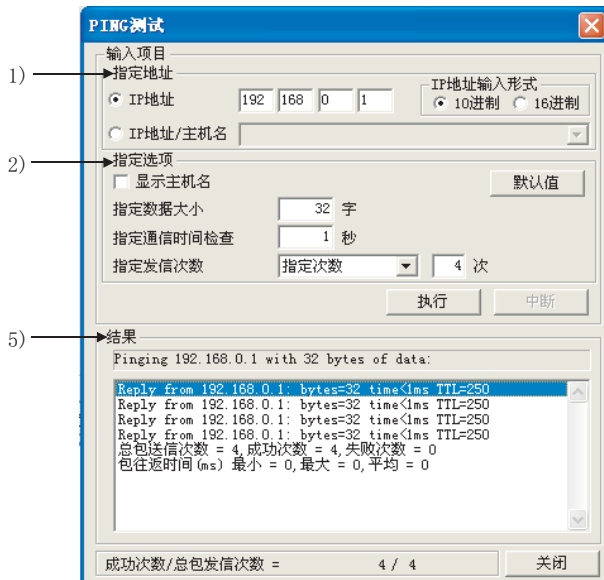 PING测试
输入项目
1)
指定地址
IP地址 192 168 0 1
IP地址输入形式
10进制 16进制
IP地址/主机名
2)
指定选项
显示主机名
默认值
指定数据大小 32 字
指定通信时间检查 1 秒
指定发信次数 指定次数 4 次
执行 中断
5)
结果
Pinging 192.168.0.1 with 32 bytes of data:
Reply from 192.168.0.1: bytes=32 time<1ms TTL=250
Reply from 192.168.0.1: bytes=32 time<1ms TTL=250
Reply from 192.168.0.1: bytes=32 time<1ms TTL=250
Reply from 192.168.0.1: bytes=32 time<1ms TTL=250
总包送信次数 = 4,成功次数 = 4,失败次数 = 0
包往返时间(ms) 最小 = 0,最大 = 0,平均 = 0
成功次数/总包发信次数 = 4 / 4
关闭